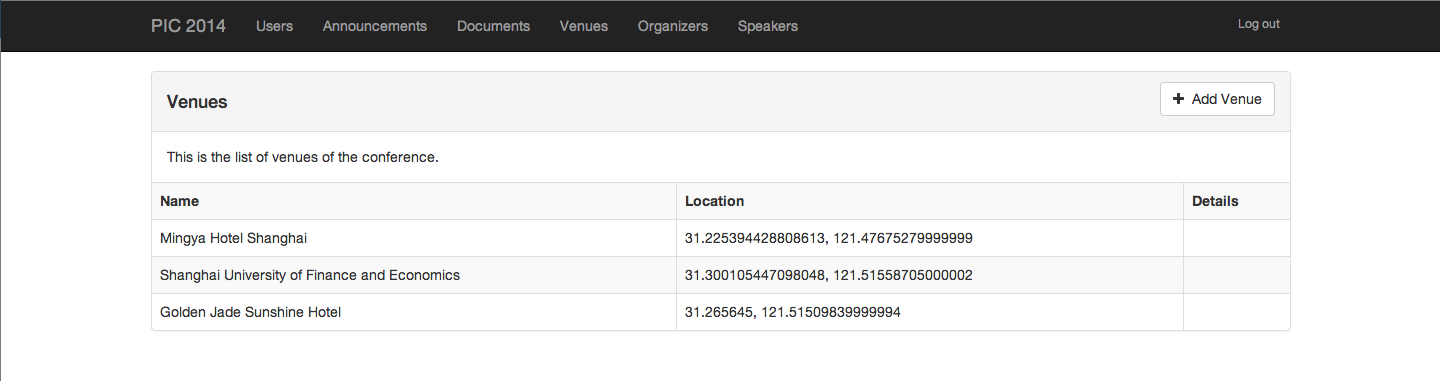 PIC 2014 Users Announcements Documents Venues Organizers Speakers Log out
Venues + Add Venue
This is the list of venues of the conference.
Name Location Details
Mingya Hotel Shanghai 31.225394428808613, 121.47675279999999
Shanghai University of Finance and Economics 31.300105447098048, 121.51558705000002
Golden Jade Sunshine Hotel 31.265645, 121.51509839999994